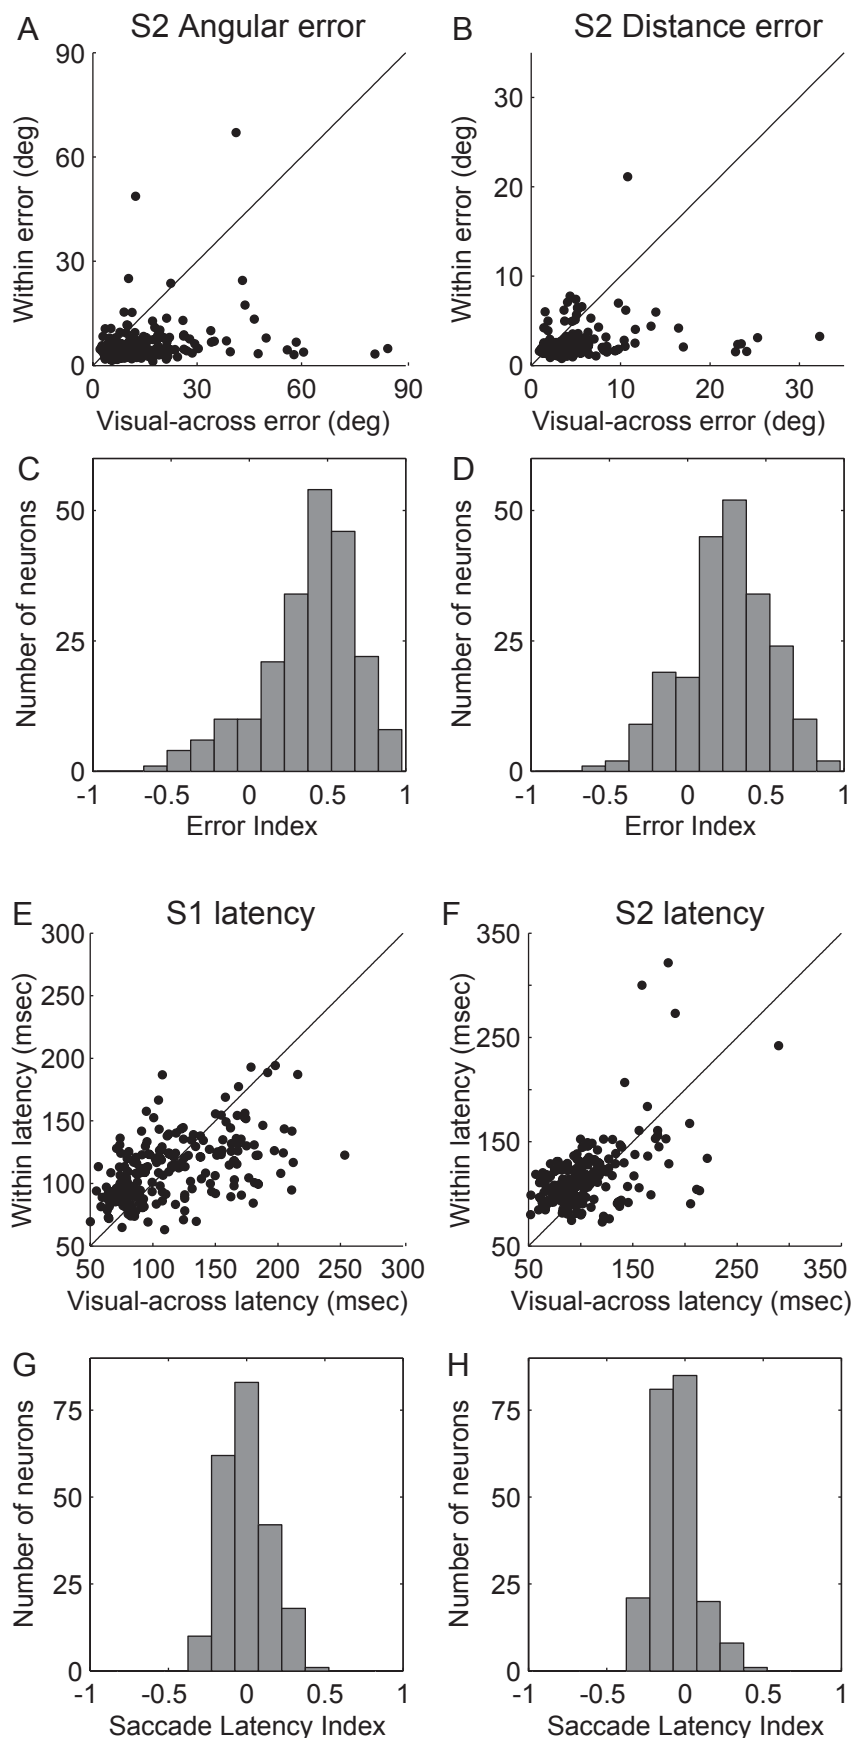 A
S2 Angular error
90
60
30
0
Within error (deg)
0 30 60 90
Visual-across error (deg)
B
S2 Distance error
30
20
10
0
Within error (deg)
0 10 20 30
Visual-across error (deg)
C
50
25
0
Number of neurons
-1 -0.5 0 0.5 1
Error Index
D
50
25
0
Number of neurons
-1 -0.5 0 0.5 1
Error Index
E
S1 latency
300
250
200
150
100
50
Within latency (msec)
50 100 150 200 250 300
Visual-across latency (msec)
F
S2 latency
350
250
150
50
Within latency (msec)
50 150 250 350
Visual-across latency (msec)
G
75
50
25
0
Number of neurons
-1 -0.5 0 0.5 1
Saccade Latency Index
H
75
50
25
0
Number of neurons
-1 -0.5 0 0.5 1
Saccade Latency Index